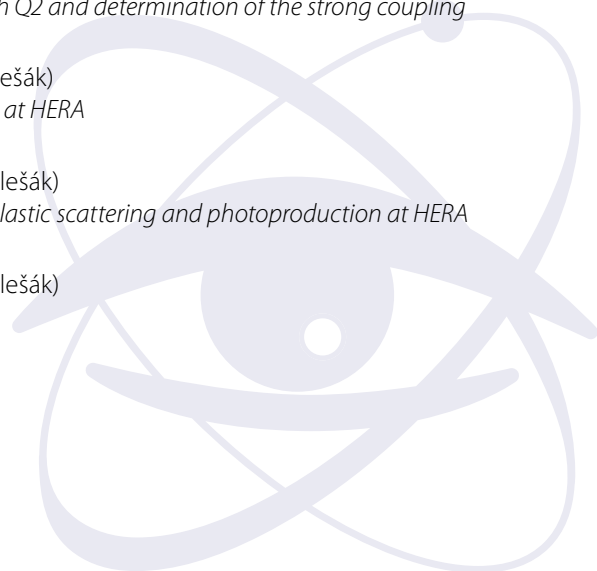 Q2 and determination of the strong coupling
ešák)
at HERA
lešák)
lastic scattering and photoproduction at HERA
lešák)